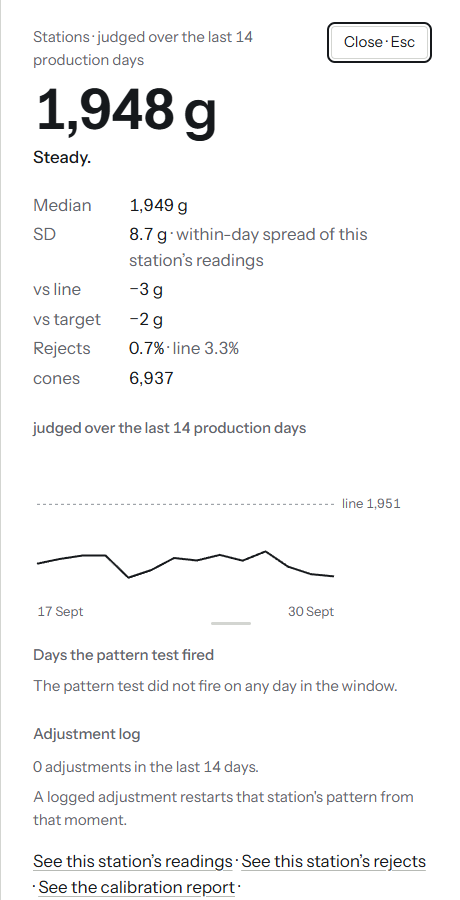 Stations · judged over the last 14
production days
Close · Esc
1,948 g
Steady.
Median 1,949 g
SD 8.7 g · within-day spread of this
station’s readings
vs line −3 g
vs target −2 g
Rejects 0.7% · line 3.3%
cones 6,937
judged over the last 14 production days
line 1,951
17 Sept 30 Sept
Days the pattern test fired
The pattern test did not fire on any day in the window.
Adjustment log
0 adjustments in the last 14 days.
A logged adjustment restarts that station’s pattern from
that moment.
See this station’s readings · See this station’s rejects
· See the calibration report ·